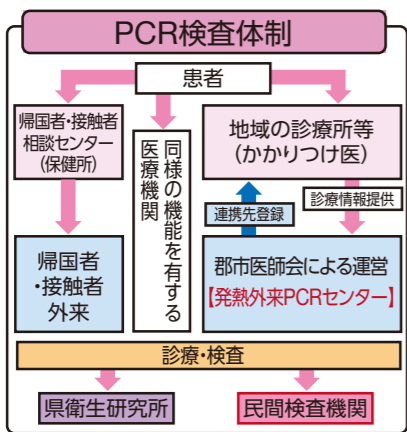 PCR検査体制
患者
帰国者・接触者
相談センター
(保健所)
同様の機能を有する
医療機関
地域の診療所等
(かかりつけ医)
連携先登録
診療情報提供
帰国者
・接触者
外来
郡市医師会による運営
【発熱外来PCRセンター】
診療・検査
県衛生研究所
民間検査機関